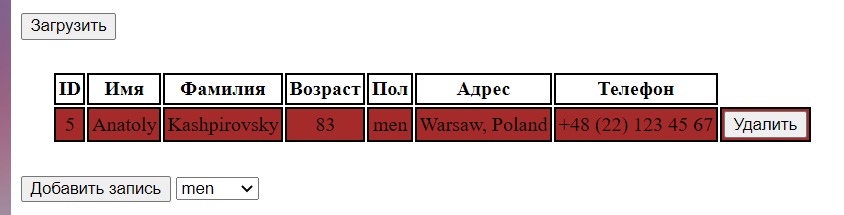 Загрузить
ID Имя Фамилия Возраст Пол Адрес Телефон
5 Anatoly Kashpirovsky 83 men Warsaw, Poland +48 (22) 123 45 67 Удалить
Добавить запись men